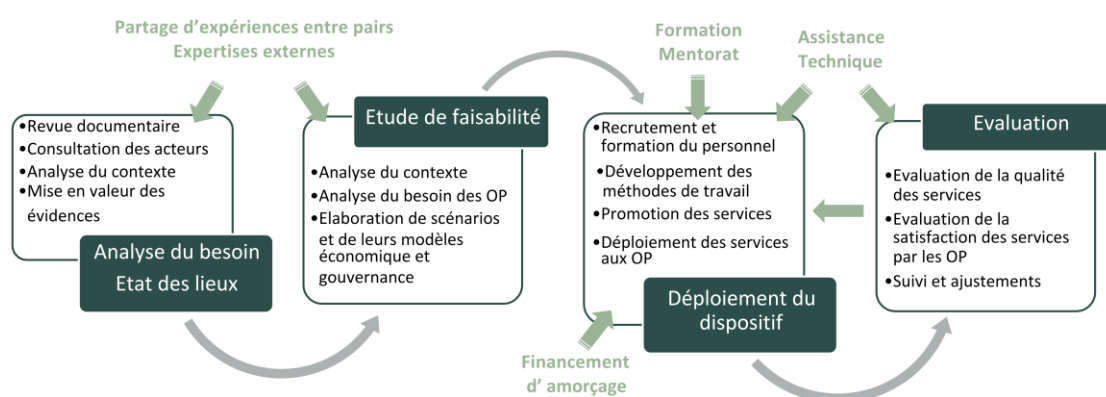 Partage d’expériences entre pairs
Expertises externes
Formation
Mentorat
Assistance
Technique
•Revue documentaire
•Consultation des acteurs
•Analyse du contexte
•Mise en valeur des
évidences
Analyse du besoin
Etat des lieux
Etude de faisabilité
•Analyse du contexte
•Analyse du besoin des OP
•Elaboration de scénarios
et de leurs modèles
économique et
gouvernance
•Recrutement et
formation du personnel
•Développement des
méthodes de travail
•Promotion des services
•Déploiement des services
aux OP
Déploiement du
dispositif
Financement
d’ amorçage
Evaluation
•Evaluation de la qualité
des services
•Evaluation de la
satisfaction des services
par les OP
•Suivi et ajustements